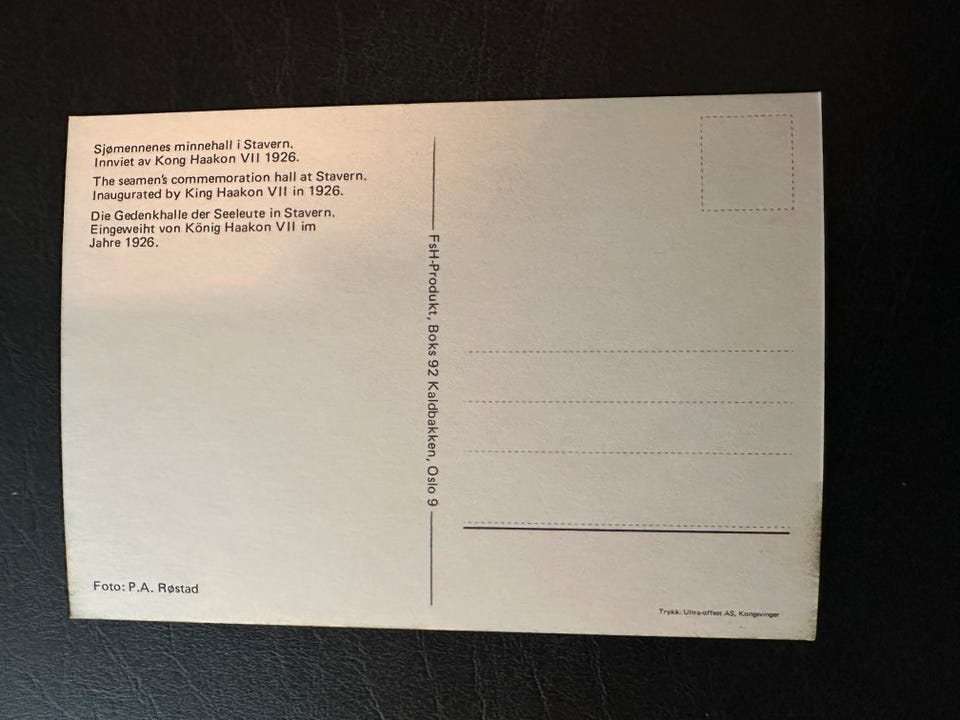 Sjømennenes minnehall i Stavern.
Innviet av Kong Haakon VII 1926.
The seamen's commemoration hall at Stavern.
Inaugurated by King Haakon VII in 1926.
Die Gedenkhalle der Seeleute in Stavern.
Eingeweiht von König Haakon VII im
Jahre 1926.
Foto: P.A. Røstad
FsH-Produkt, Boks 92 Kaldbakken, Oslo 9
Trykk: Ultra-offset AS, Kongsvinger